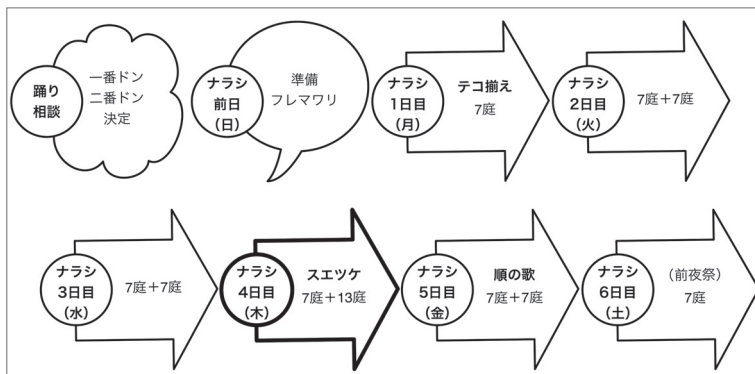 踊り
相談
一番ドン
二番ドン
決定
ナラシ
前日
（日）
準備
フレマワリ
ナラシ
1日目
（月）
テコ揃え
7庭
ナラシ
2日目
（火）
7庭＋7庭
ナラシ
3日目
（水）
7庭＋7庭
ナラシ
4日目
（木）
スエツケ
7庭＋13庭
ナラシ
5日目
（金）
順の歌
7庭＋7庭
ナラシ
6日目
（土）
（前夜祭）
7庭